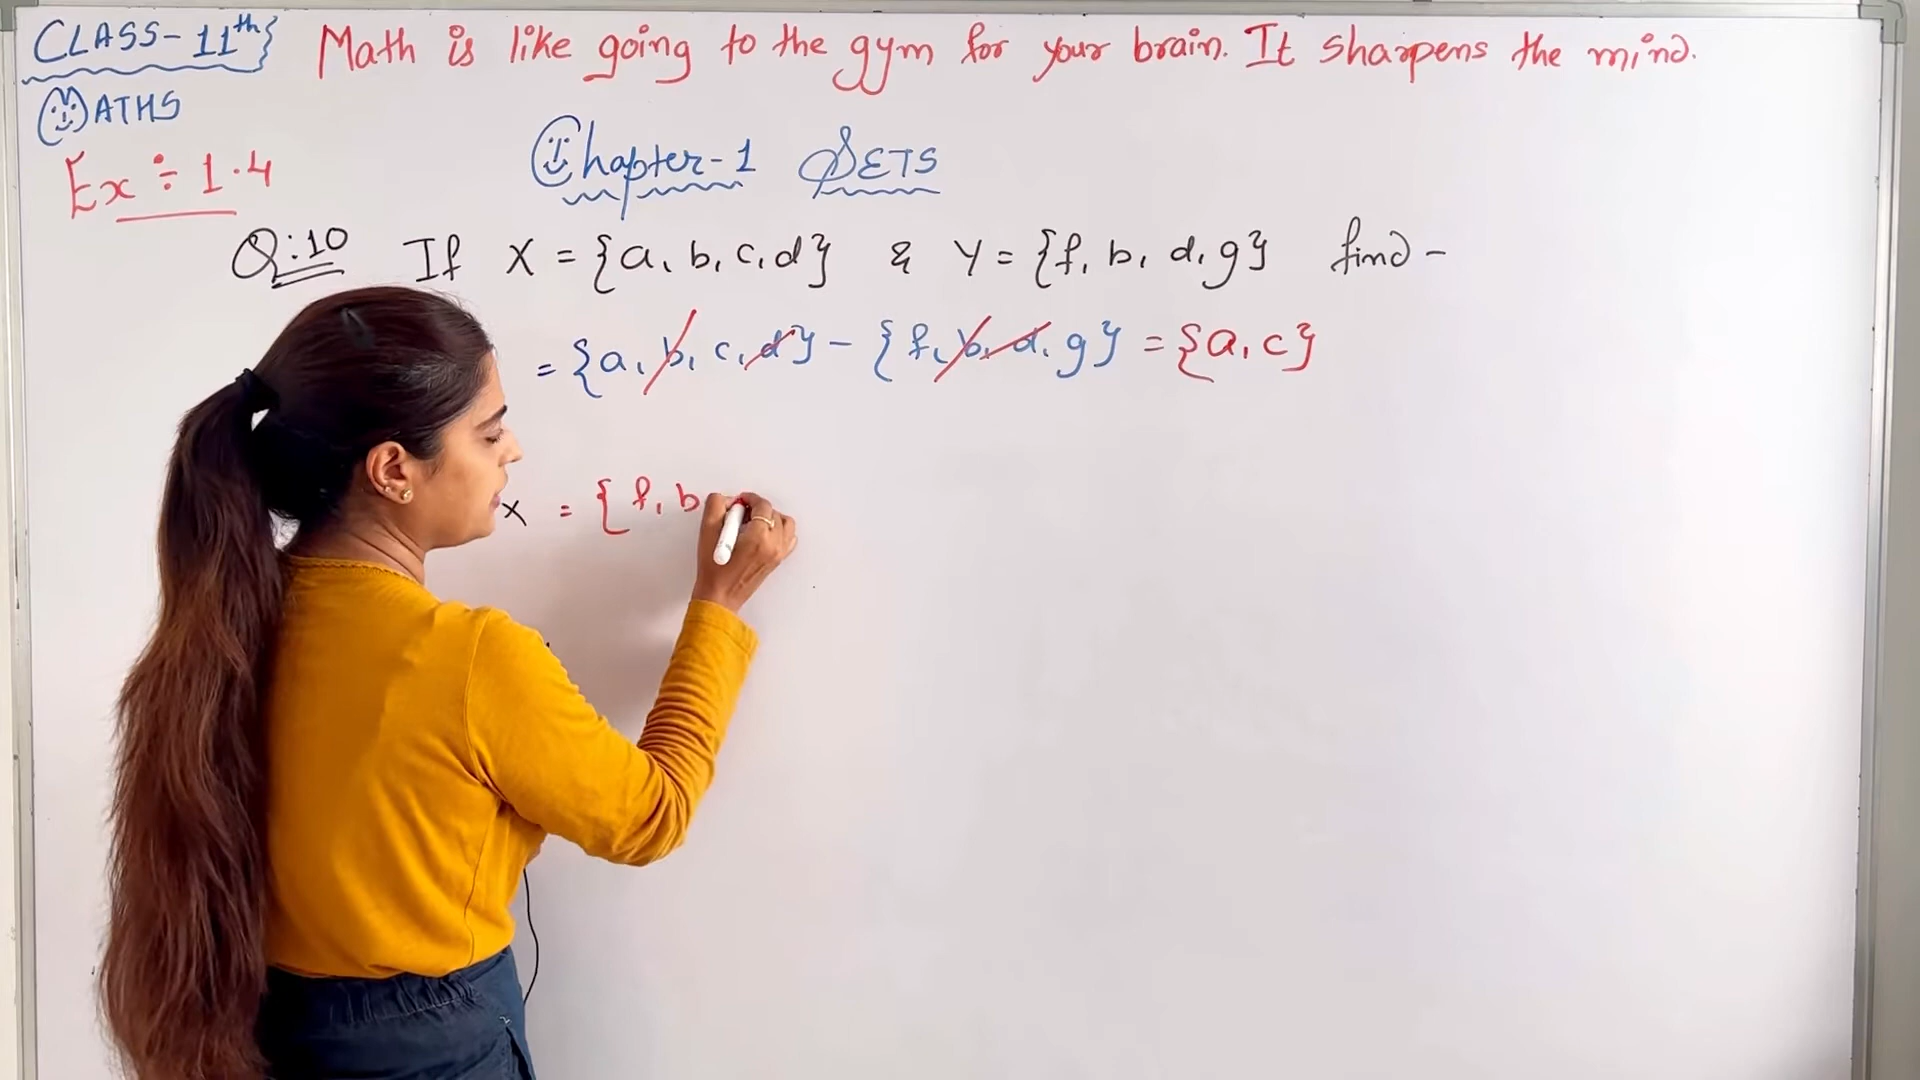 CLASS-11th} Math is like going to the gym for your brain. It sharpens the mind.
MATHS
Chapter-1 SETS
Ex ÷ 1.4
Q:10 If X = {a, b, c, d} & Y = {f, b, d, g} find -
= {a, b, c, d} - {f, b, d, g} = {a, c}
X = {f, b